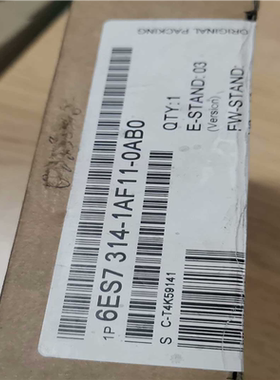 ORIGINAL PACKING
1P 6ES7 314-1AF11-0AB0
QTY:1
E-STAND:03
(Version)
FW-STAND:
S C-T4K59141